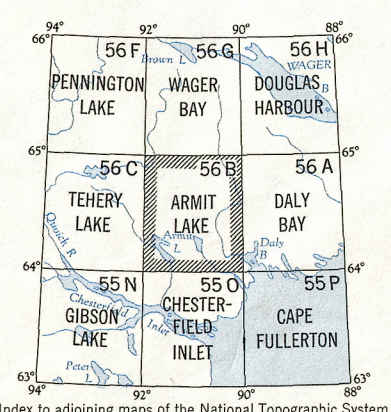 94° 92° 90° 88°
66° 56 F 56 G 56 H 66°
Brown L WAGER
PENNINGTON LAKE
WAGER BAY
DOUGLAS HARBOUR
B
65° 65°
56 C 56 B 56 A
TEHERY LAKE
ARMIT LAKE
DALY BAY
Armit L
Quoich R
Daly B
64° 64°
55 N 55 O 55 P
Chesterfield
GIBSON LAKE
CHESTER-
FIELD
INLET
Inlet
CAPE FULLERTON
Peter L
63° 63°
94° 92° 90° 88°
Index to adjoining maps of the National Topographic System